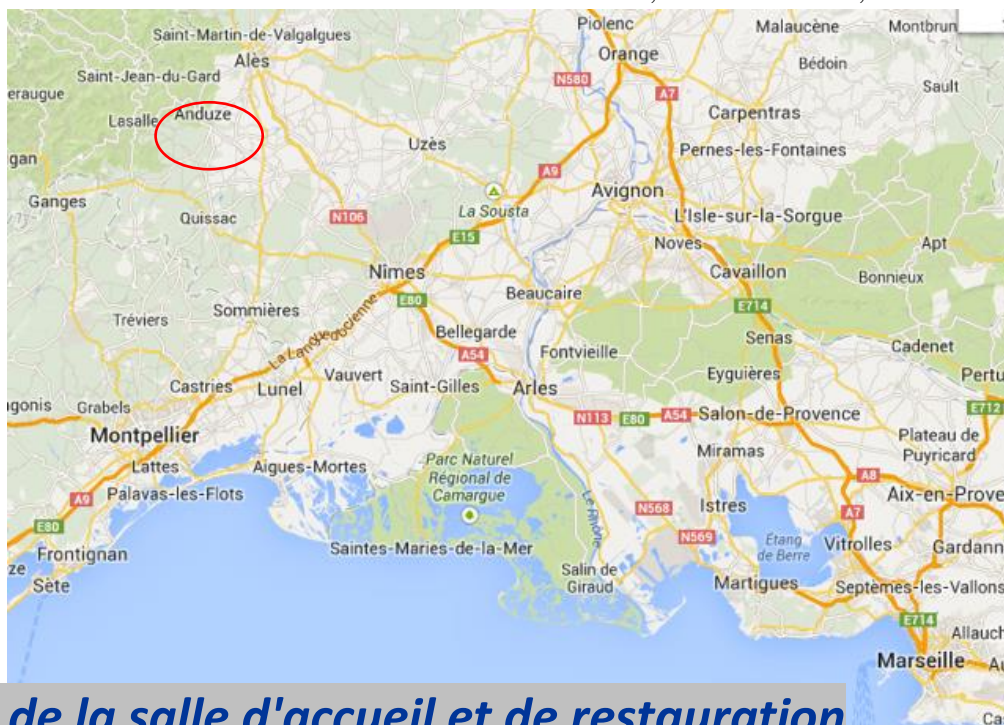 Piolenc
Malaucène
Montbrun
Saint-Martin-de-Valgalgues
Orange
Alès
Bédoin
Saint-Jean-du-Gard
N580
Sault
eraugue
A7
Anduze
Carpentras
Lasalle
Uzès
Pernes-les-Fontaines
gan
A9
Avignon
Ganges
La Sousta
Quissac
N106
L'Isle-sur-la-Sorgue
E15
Noves
Apt
Nîmes
Cavaillon
Bonnieux
E80
Beaucaire
Sommières
E714
Tréviers
La Languedocienne
Bellegarde
Senas
A54
Fontvieille
Cadenet
Castries
Lunel
Vauvert
Saint-Gilles
Arles
Eyguières
Pertu
agonis
Grabels
N113
E80
A54
Salon-de-Provence
E712
Montpellier
Plateau de
Puyricard
Lattes
Aigues-Mortes
Parc Naturel
Régional de
Camargue
Miramas
A8
A9
Palavas-les-Flots
Le Rhône
N568
Istres
Aix-en-Prove
A7
E80
N569
Étang
de Berre
Vitrolles
Gardann
Frontignan
Saintes-Maries-de-la-Mer
ze
Sète
Salin de
Giraud
Martigues
Septèmes-les-Vallons
E714
Allauch
Marseille
Au
de la salle d'accueil et de restauration